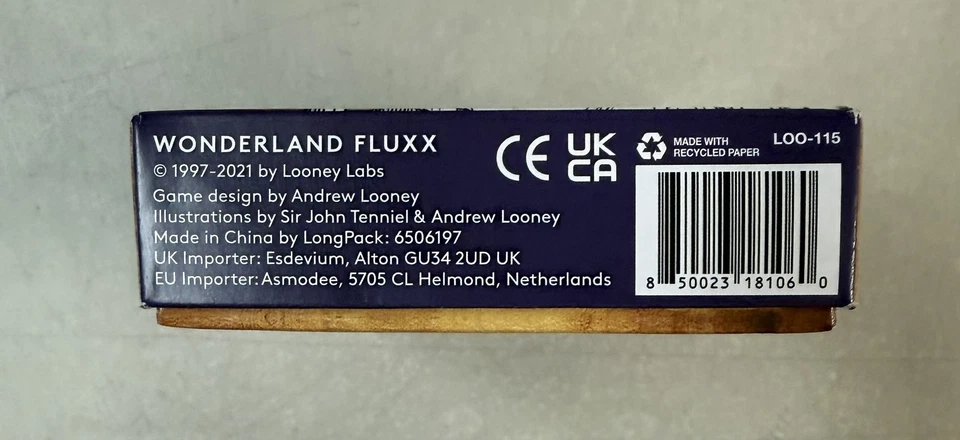 WONDERLAND FLUXX
© 1997-2021 by Looney Labs
Game design by Andrew Looney
Illustrations by Sir John Tenniel & Andrew Looney
Made in China by LongPack: 6506197
UK Importer: Esdevium, Alton GU34 2UD UK
EU Importer: Asmodee, 5705 CL Helmond, Netherlands
CE
UK
CA
MADE WITH
RECYCLED PAPER
LOO-115
8 50023 18106 0